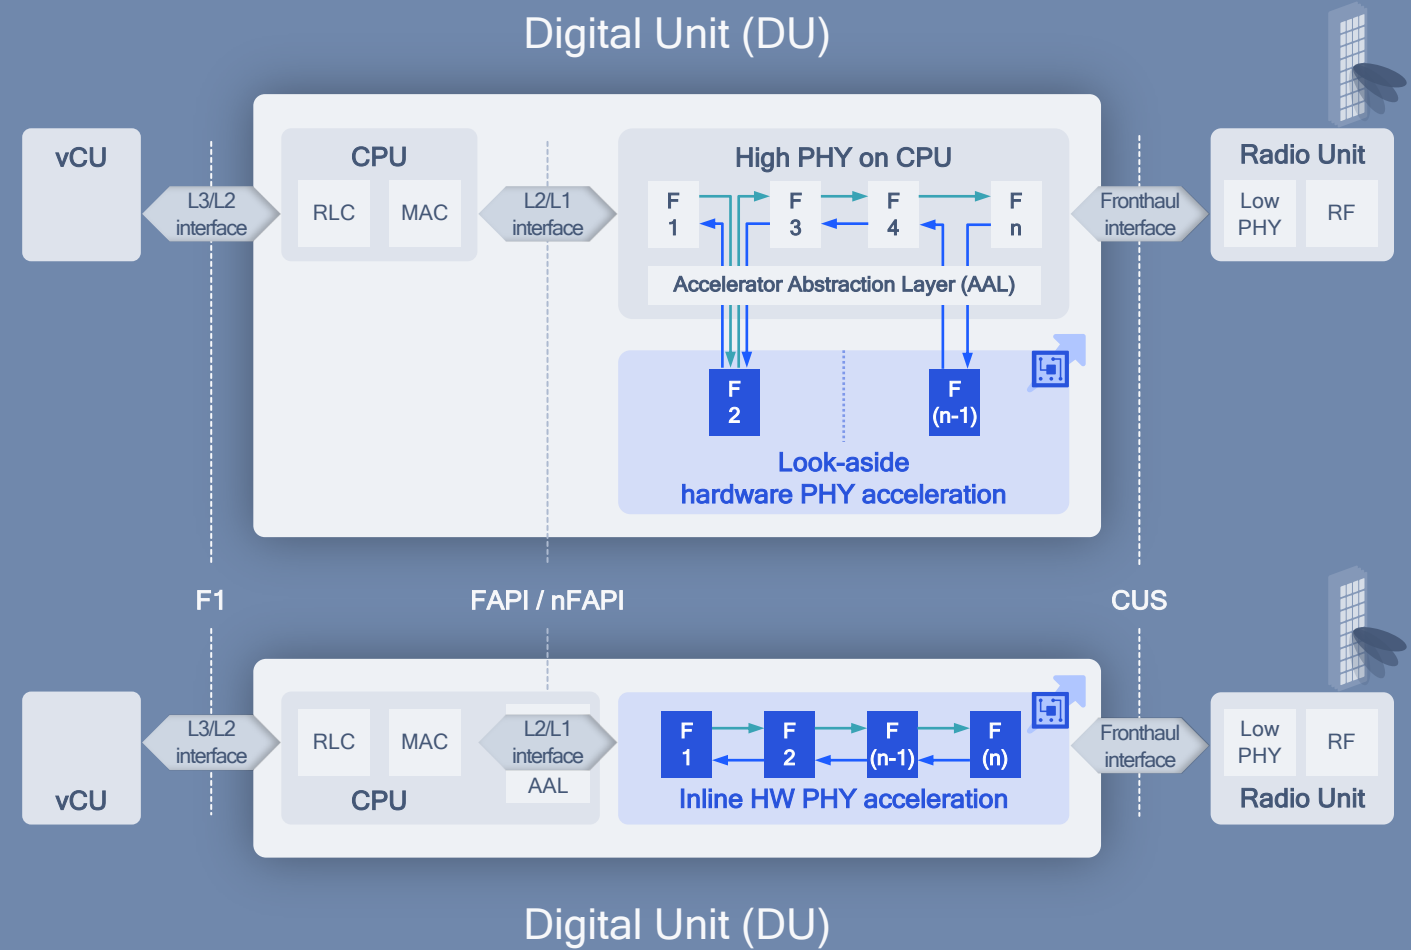 Digital Unit (DU)
vCU
L3/L2
interface
CPU
RLC
MAC
L2/L1
interface
High PHY on CPU
F
1
F
3
F
4
F
n
Accelerator Abstraction Layer (AAL)
F
2
F
(n-1)
Look-aside
hardware PHY acceleration
Fronthaul
interface
Radio Unit
Low
PHY
RF
F1
FAPI / nFAPI
CUS
vCU
L3/L2
interface
RLC
MAC
CPU
L2/L1
interface
AAL
F
1
F
2
F
(n-1)
F
(n)
Inline HW PHY acceleration
Fronthaul
interface
Low
PHY
RF
Radio Unit
Digital Unit (DU)